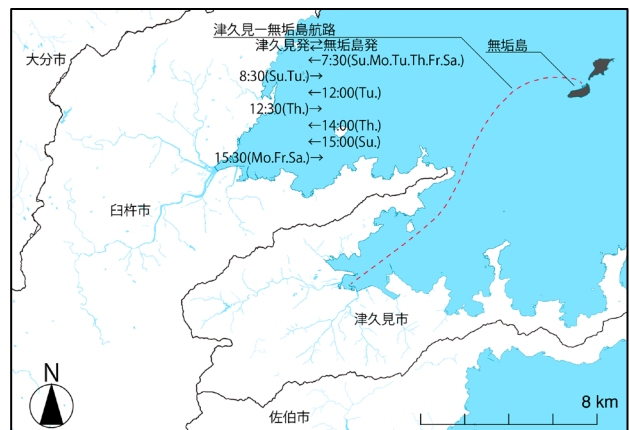 津久見ー無垢島航路
津久見発⇄無垢島発
無垢島
大分市
←7:30(Su.Mo.Tu.Th.Fr.Sa.)
8:30(Su.Tu.)→
←12:00(Tu.)
12:30(Th.)→
←14:00(Th.)
←15:00(Su.)
15:30(Mo.Fr.Sa.)→
臼杵市
津久見市
N
8 km
佐伯市